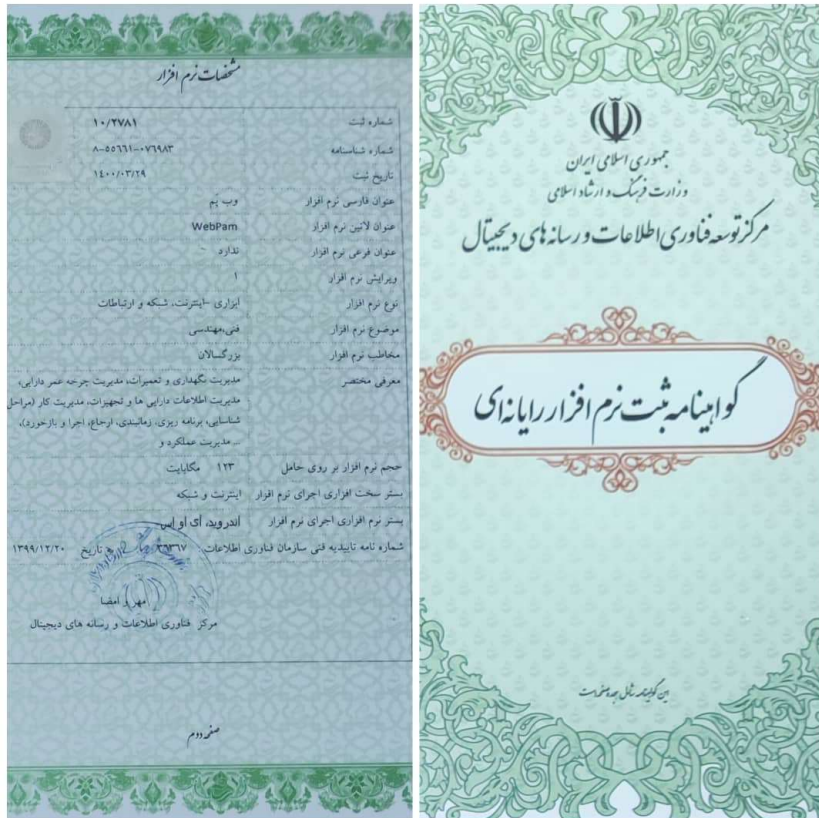 مشخصات نرم افزار
شماره ثبت ۱۰/۲۷۸۱
شماره شناسنامه ۸-۵۵۶۶۱-۰۷۶۹۸۳
تاریخ ثبت ۱۴۰۰/۰۳/۲۹
عنوان فارسی نرم افزار وب پَم
عنوان لاتین نرم افزار WebPam
عنوان فرعی نرم افزار ندارد
ویرایش نرم افزار ۱
نوع نرم افزار ابزاری -اینترنت، شبکه و ارتباطات
موضوع نرم افزار فنی،مهندسی
مخاطب نرم افزار بزرگسالان
معرفی مختصر مدیریت نگهداری و تعمیرات، مدیریت چرخه عمر دارایی،
مدیریت اطلاعات دارایی ها و تجهیزات، مدیریت کار (مراحل
شناسایی، برنامه ریزی، زمانبندی، ارجاع، اجرا و بازخورد)،
مدیریت عملکرد و ...
حجم نرم افزار بر روی حامل ۱۲۳ مگابایت
بستر سخت افزاری اجرای نرم افزار اینترنت و شبکه
بستر نرم افزاری اجرای نرم افزار اندروید، آی او اس
شماره نامه تاییدیه فنی سازمان فناوری اطلاعات : تاریخ ۱۳۹۹/۱۲/۲۰
مهر و امضا
مرکز فناوری اطلاعات و رسانه های دیجیتال
صفحه دوم
جمهوری اسلامی ایران
وزارت فرهنگ و ارشاد اسلامی
مرکز توسعه فناوری اطلاعات و رسانه های دیجیتال
گواهینامه ثبت نرم افزار رایانه ای
این گواهینامه شامل صفحه است